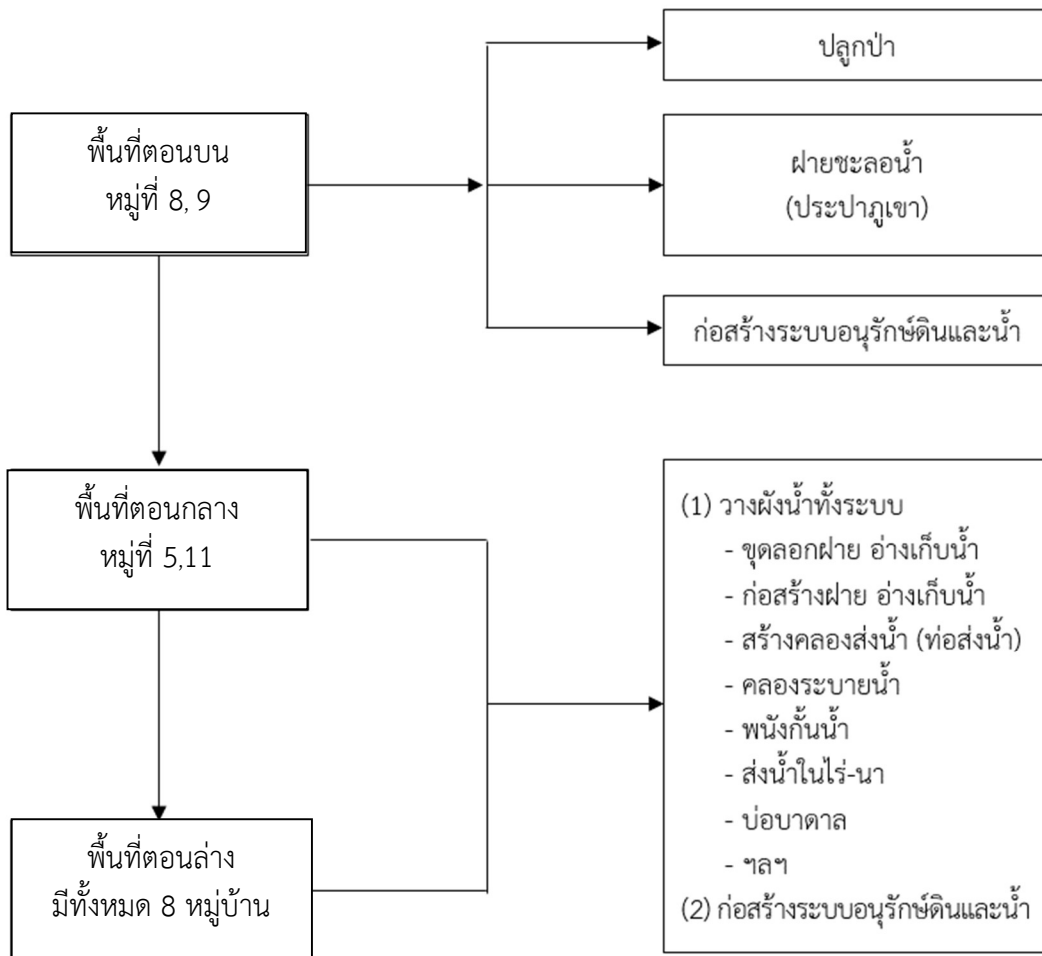 ปลูกป่า
พื้นที่ตอนบน
หมู่ที่ 8, 9
ฝายชะลอน้ำ
(ประปาภูเขา)
ก่อสร้างระบบอนุรักษ์ดินและน้ำ
พื้นที่ตอนกลาง
หมู่ที่ 5,11
พื้นที่ตอนล่าง
มีทั้งหมด 8 หมู่บ้าน
(1) วางผังน้ำทั้งระบบ
- ขุดลอกฝาย อ่างเก็บน้ำ
- ก่อสร้างฝาย อ่างเก็บน้ำ
- สร้างคลองส่งน้ำ (ท่อส่งน้ำ)
- คลองระบายน้ำ
- พนังกั้นน้ำ
- ส่งน้ำในไร่-นา
- บ่อบาดาล
- ฯลฯ
(2) ก่อสร้างระบบอนุรักษ์ดินและน้ำ